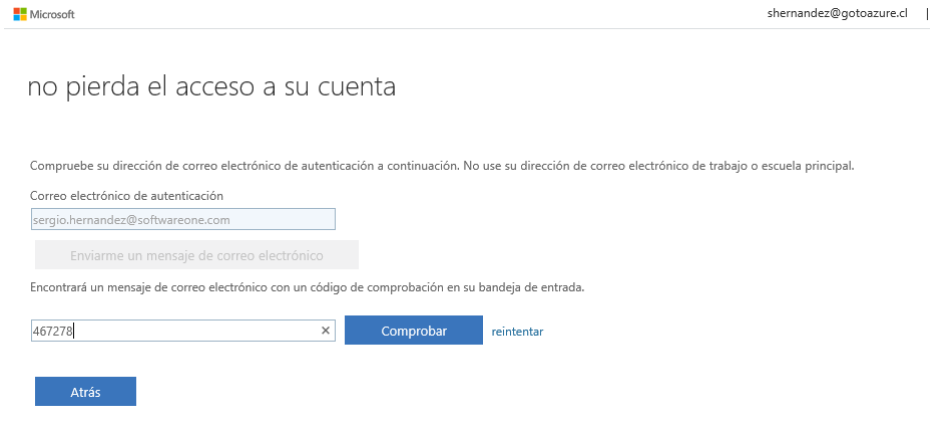 Microsoft
shernandez@gotoazure.cl |
no pierda el acceso a su cuenta
Compruebe su dirección de correo electrónico de autenticación a continuación. No use su dirección de correo electrónico de trabajo o escuela principal.
Correo electrónico de autenticación
sergio.hernandez@softwareone.com
Enviarme un mensaje de correo electrónico
Encontrará un mensaje de correo electrónico con un código de comprobación en su bandeja de entrada.
467278 × Comprobar reintentar
Atrás